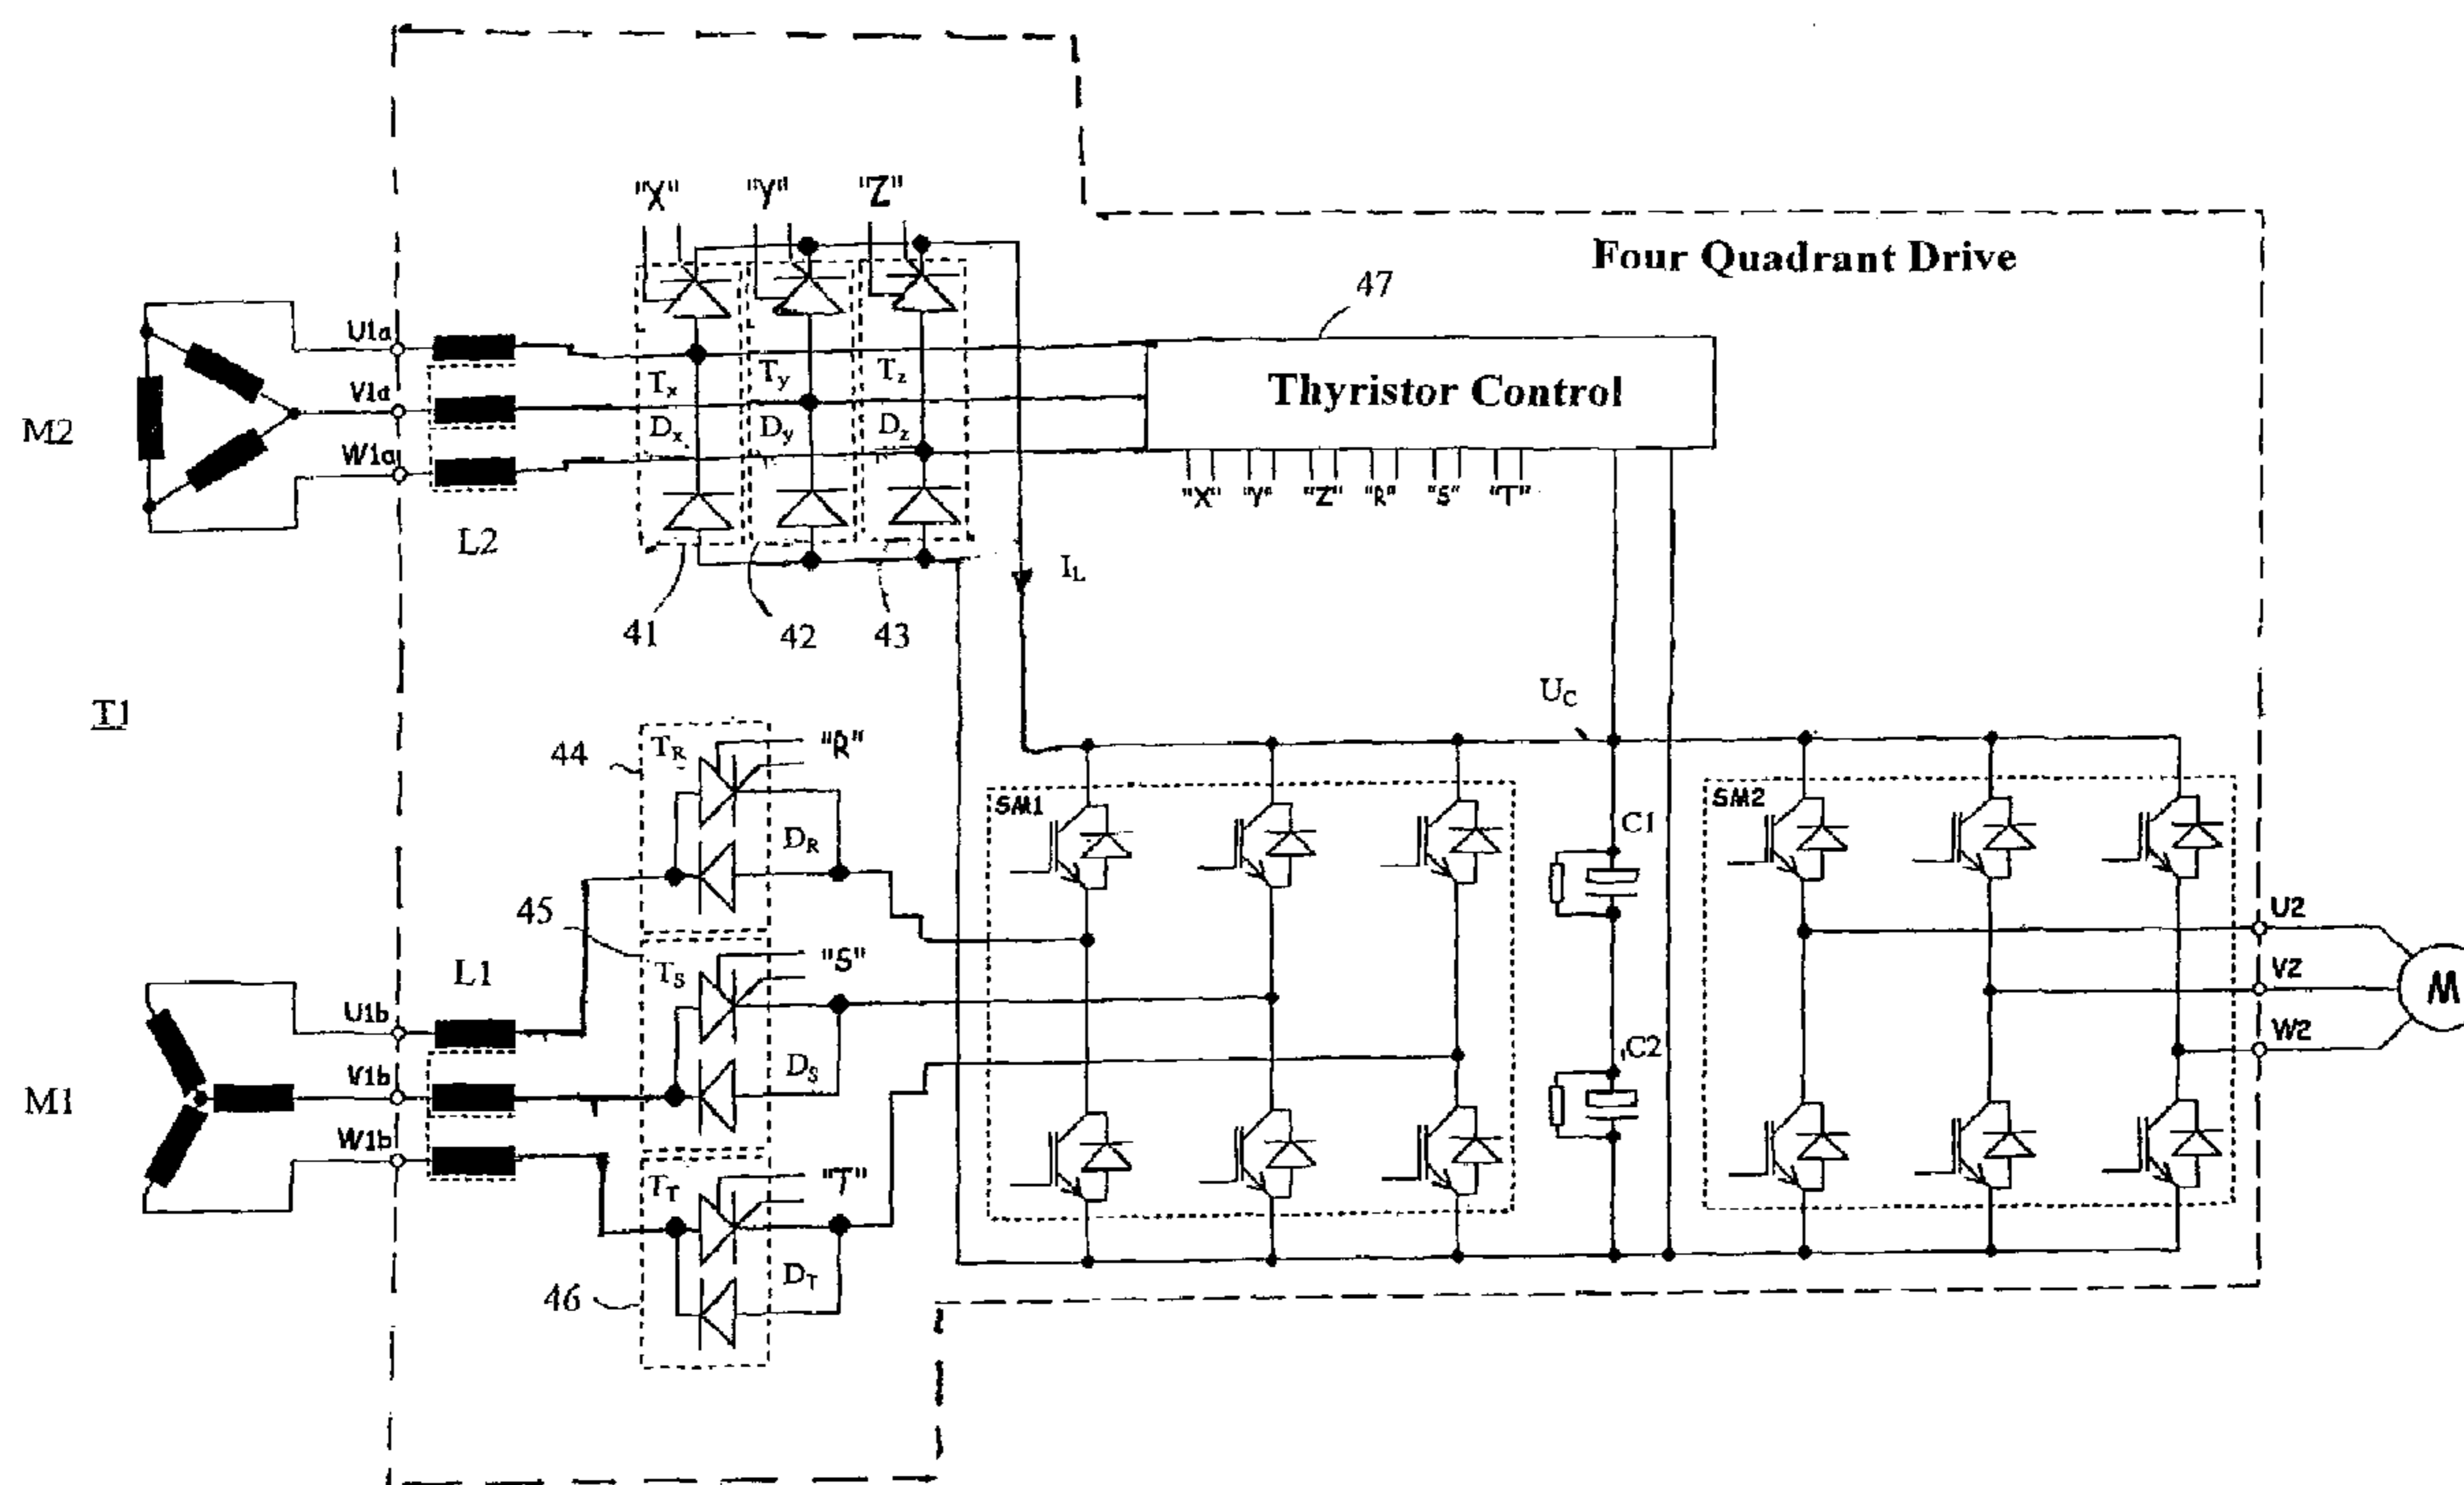 "X" "Y" "Z"
Four Quadrant Drive
47
U1a
Tx Ty Tz
Thyristor Control
V1a
M2
Dx Dy Dz
W1a
"X" "Y" "Z" "R" "S" "T"
L2
IL
41 42 43
UC
T1
44
TR
"R"
SM1
SM2
C1
DR
45
U2
"S"
L1
TS
V2
M
U1b
W2
C2
DS
V1b
M1
W1b
"T"
TT
DT
46